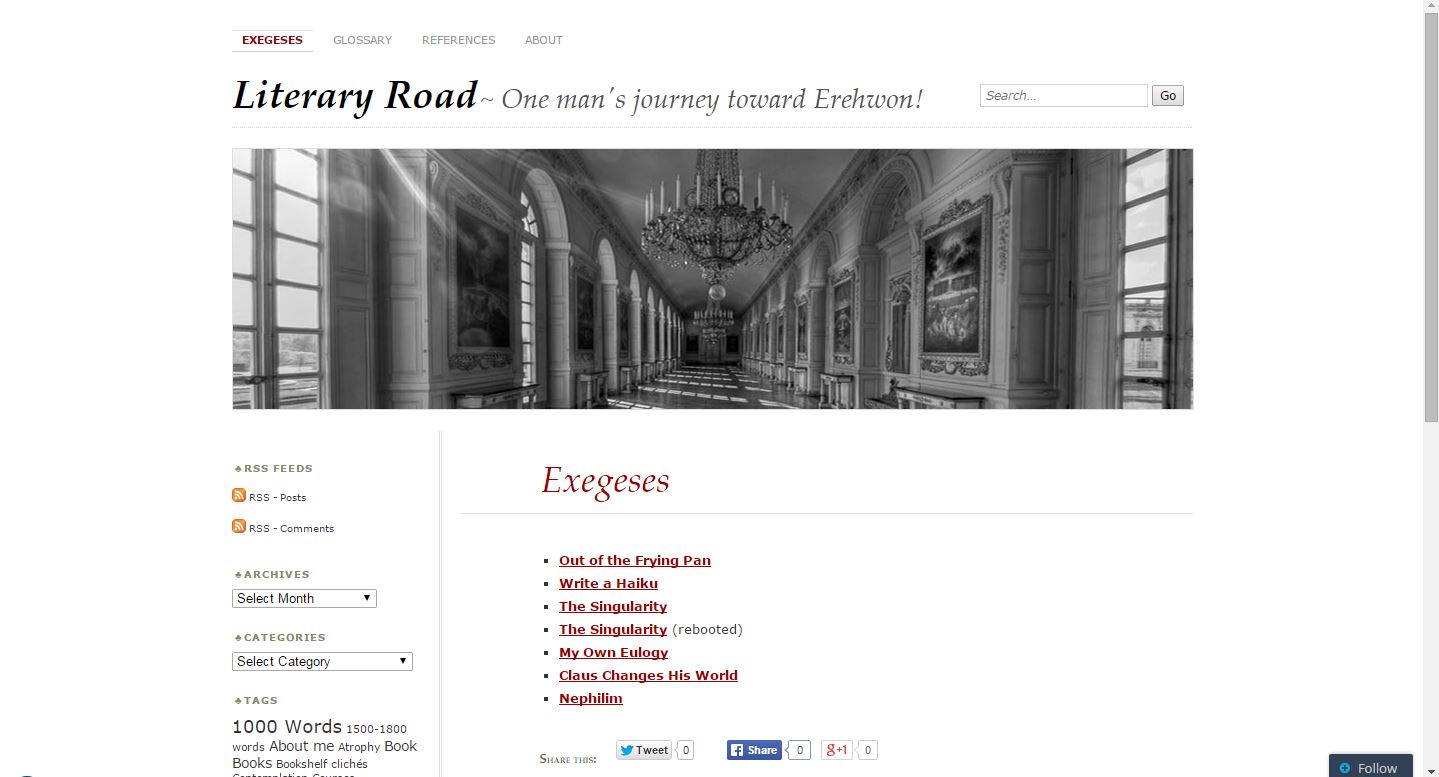 EXEGESES GLOSSARY REFERENCES ABOUT
Literary Road ~ One man's journey toward Erehwon!
Search... Go
♣RSS FEEDS
RSS - Posts
RSS - Comments
♣ARCHIVES
Select Month
♣CATEGORIES
Select Category
♣TAGS
1000 Words 1500-1800
words About me Atrophy Book
Books Bookshelf clichés
Contemplation Courses
Exegeses
Out of the Frying Pan
Write a Haiku
The Singularity
The Singularity (rebooted)
My Own Eulogy
Claus Changes His World
Nephilim
SHARE THIS: Tweet 0 Share 0 g+1 0
Follow